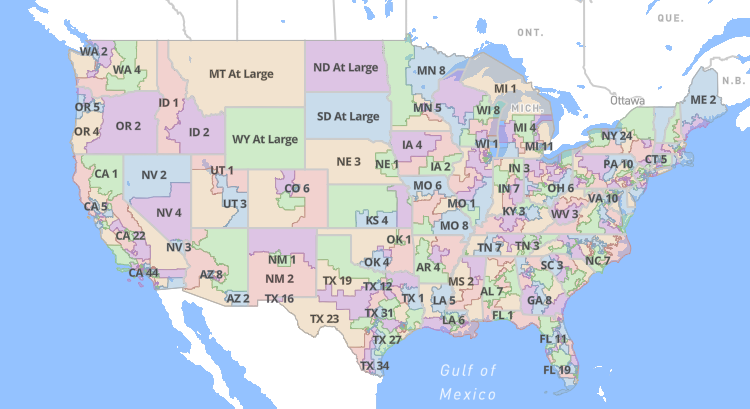 ONT.
QUE.
N.B.
Ottawa
MICH.
WA 2
WA 4
MT At Large
ND At Large
MN 8
MI 1
ME 2
OR 5
OR 4
OR 2
ID 1
ID 2
SD At Large
MN 5
WI 8
WI 1
MI 4
MI 11
NY 24
WY At Large
IA 4
IA 2
PA 10
CT 5
CA 1
NV 2
UT 1
UT 3
CO 6
NE 3
NE 1
MO 6
MO 1
IN 3
IN 7
OH 6
VA 10
CA 5
NV 4
KS 4
MO 8
KY 3
WV 3
CA 22
NV 3
NM 1
OK 1
OK 4
TN 7
TN 3
NC 7
CA 44
AZ 8
NM 2
TX 19
TX 12
AR 4
MS 2
AL 7
SC 3
AZ 2
TX 16
TX 1
LA 5
GA 8
TX 23
TX 31
LA 6
FL 1
TX 27
FL 11
TX 34
FL 19
Gulf of
Mexico